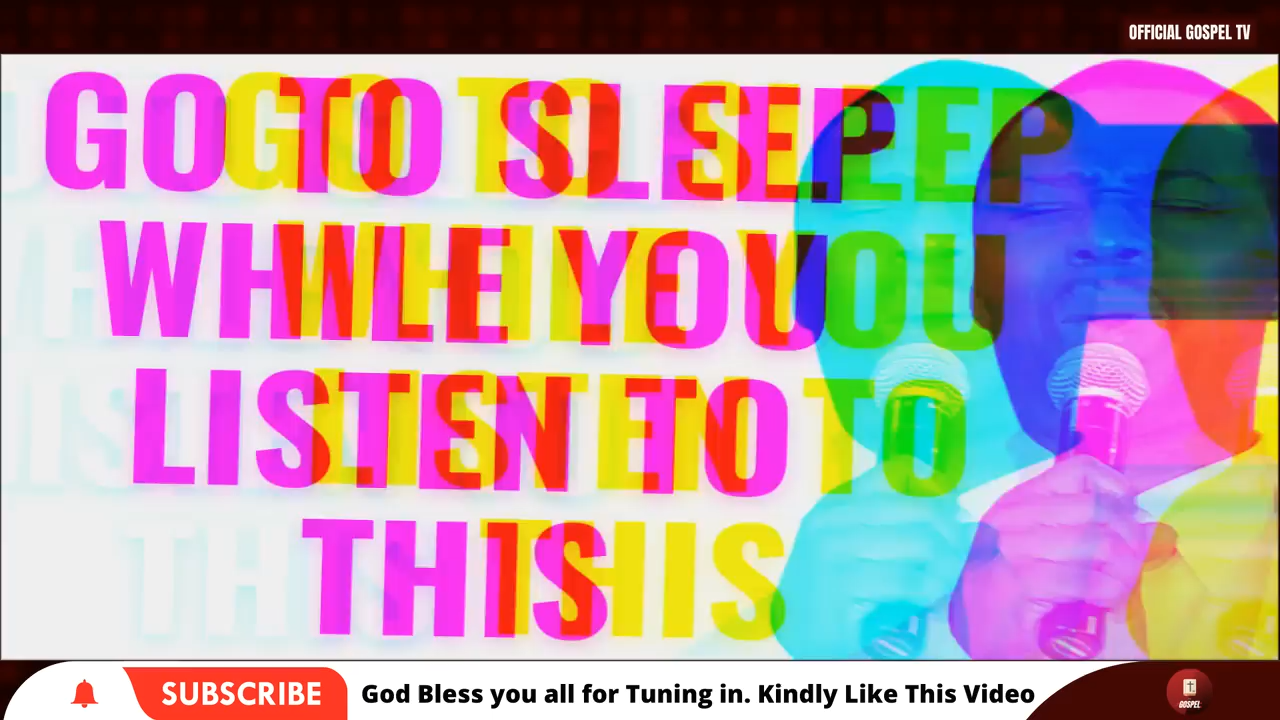 OFFICIAL GOSPEL TV
GO TO SLEEP
WHILE YOU
LISTEN TO
THIS
SUBSCRIBE
God Bless you all for Tuning in. Kindly Like This Video
GOSPEL